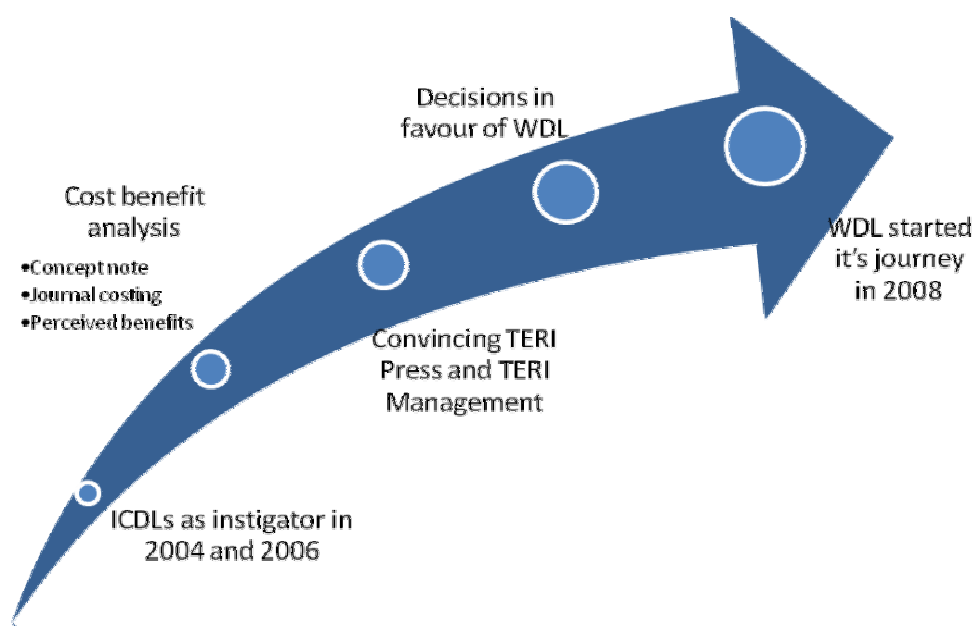 Decisions in
favour of WDL
Cost benefit
analysis
•Concept note
•Journal costing
•Perceived benefits
WDL started
it's journey
in 2008
Convincing TERI
Press and TERI
Management
ICDLs as instigator in
2004 and 2006